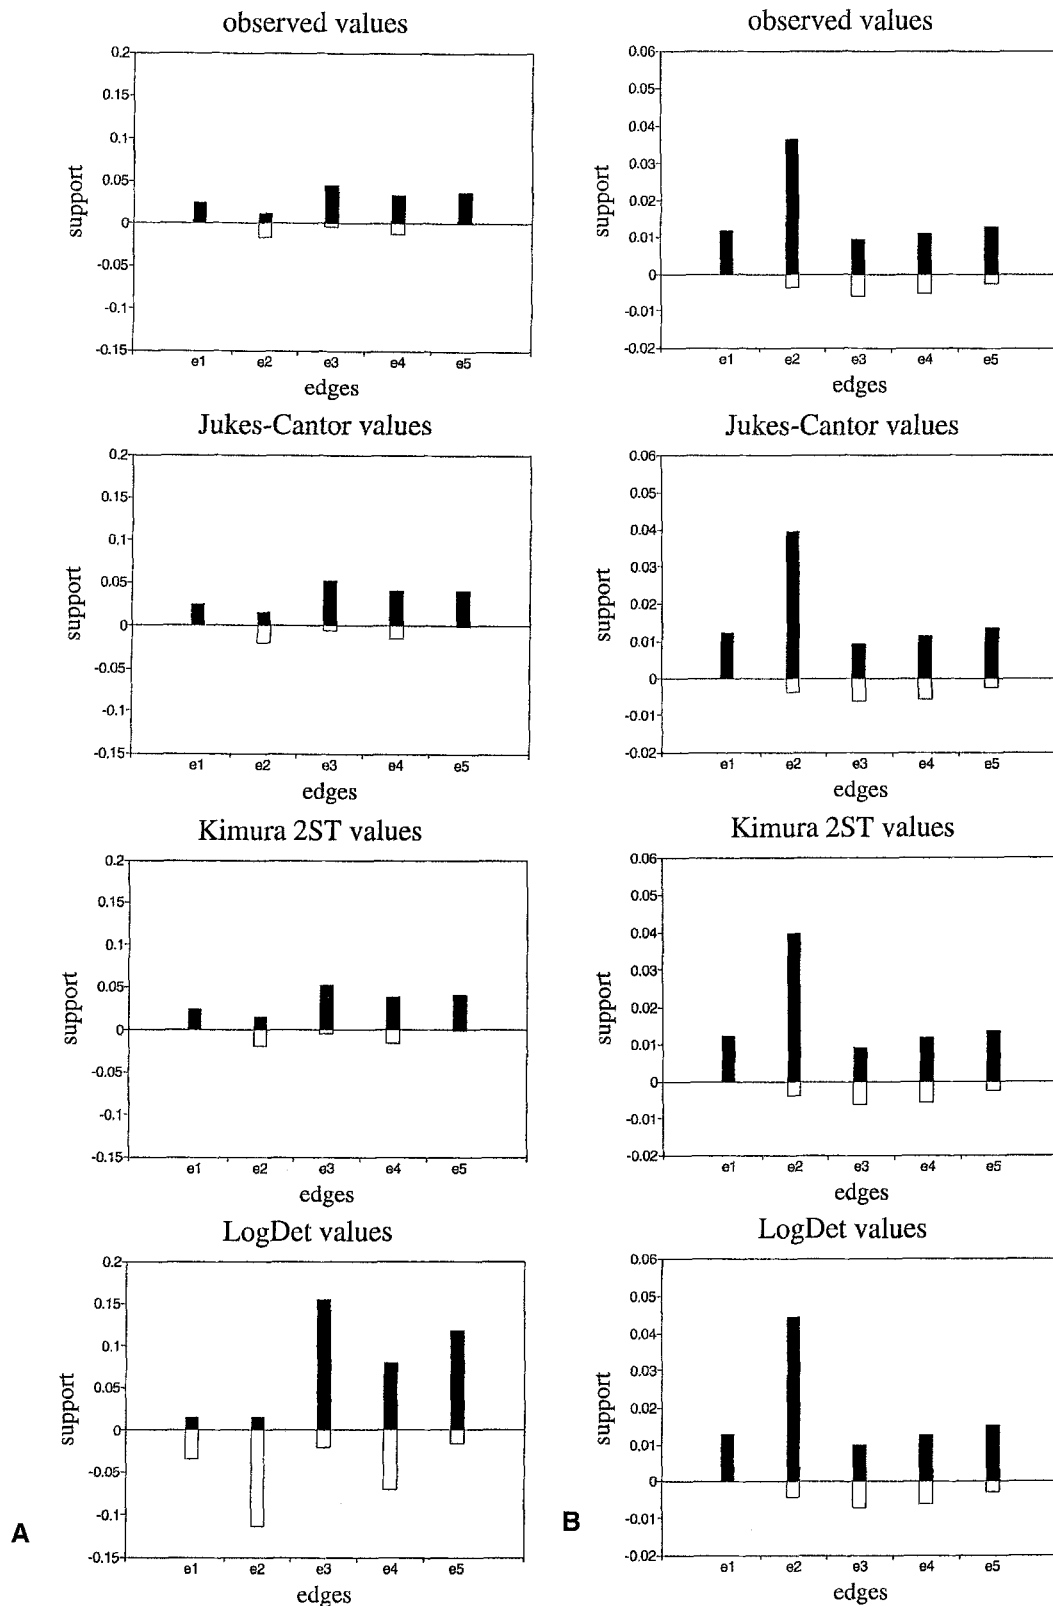 observed values
0.2
0.15
0.1
0.05
0
-0.05
-0.1
-0.15
support
e1 e2 e3 e4 e5
edges
Jukes-Cantor values
0.2
0.15
0.1
0.05
0
-0.05
-0.1
-0.15
support
e1 e2 e3 e4 e5
edges
Kimura 2ST values
0.2
0.15
0.1
0.05
0
-0.05
-0.1
-0.15
support
e1 e2 e3 e4 e5
edges
LogDet values
0.2
0.15
0.1
0.05
0
-0.05
-0.1
-0.15
support
e1 e2 e3 e4 e5
edges
A
observed values
0.06
0.05
0.04
0.03
0.02
0.01
0
-0.01
-0.02
support
e1 e2 e3 e4 e5
edges
Jukes-Cantor values
0.06
0.05
0.04
0.03
0.02
0.01
0
-0.01
-0.02
support
e1 e2 e3 e4 e5
edges
Kimura 2ST values
0.06
0.05
0.04
0.03
0.02
0.01
0
-0.01
-0.02
support
e1 e2 e3 e4 e5
edges
LogDet values
0.06
0.05
0.04
0.03
0.02
0.01
0
-0.01
-0.02
support
e1 e2 e3 e4 e5
edges
B